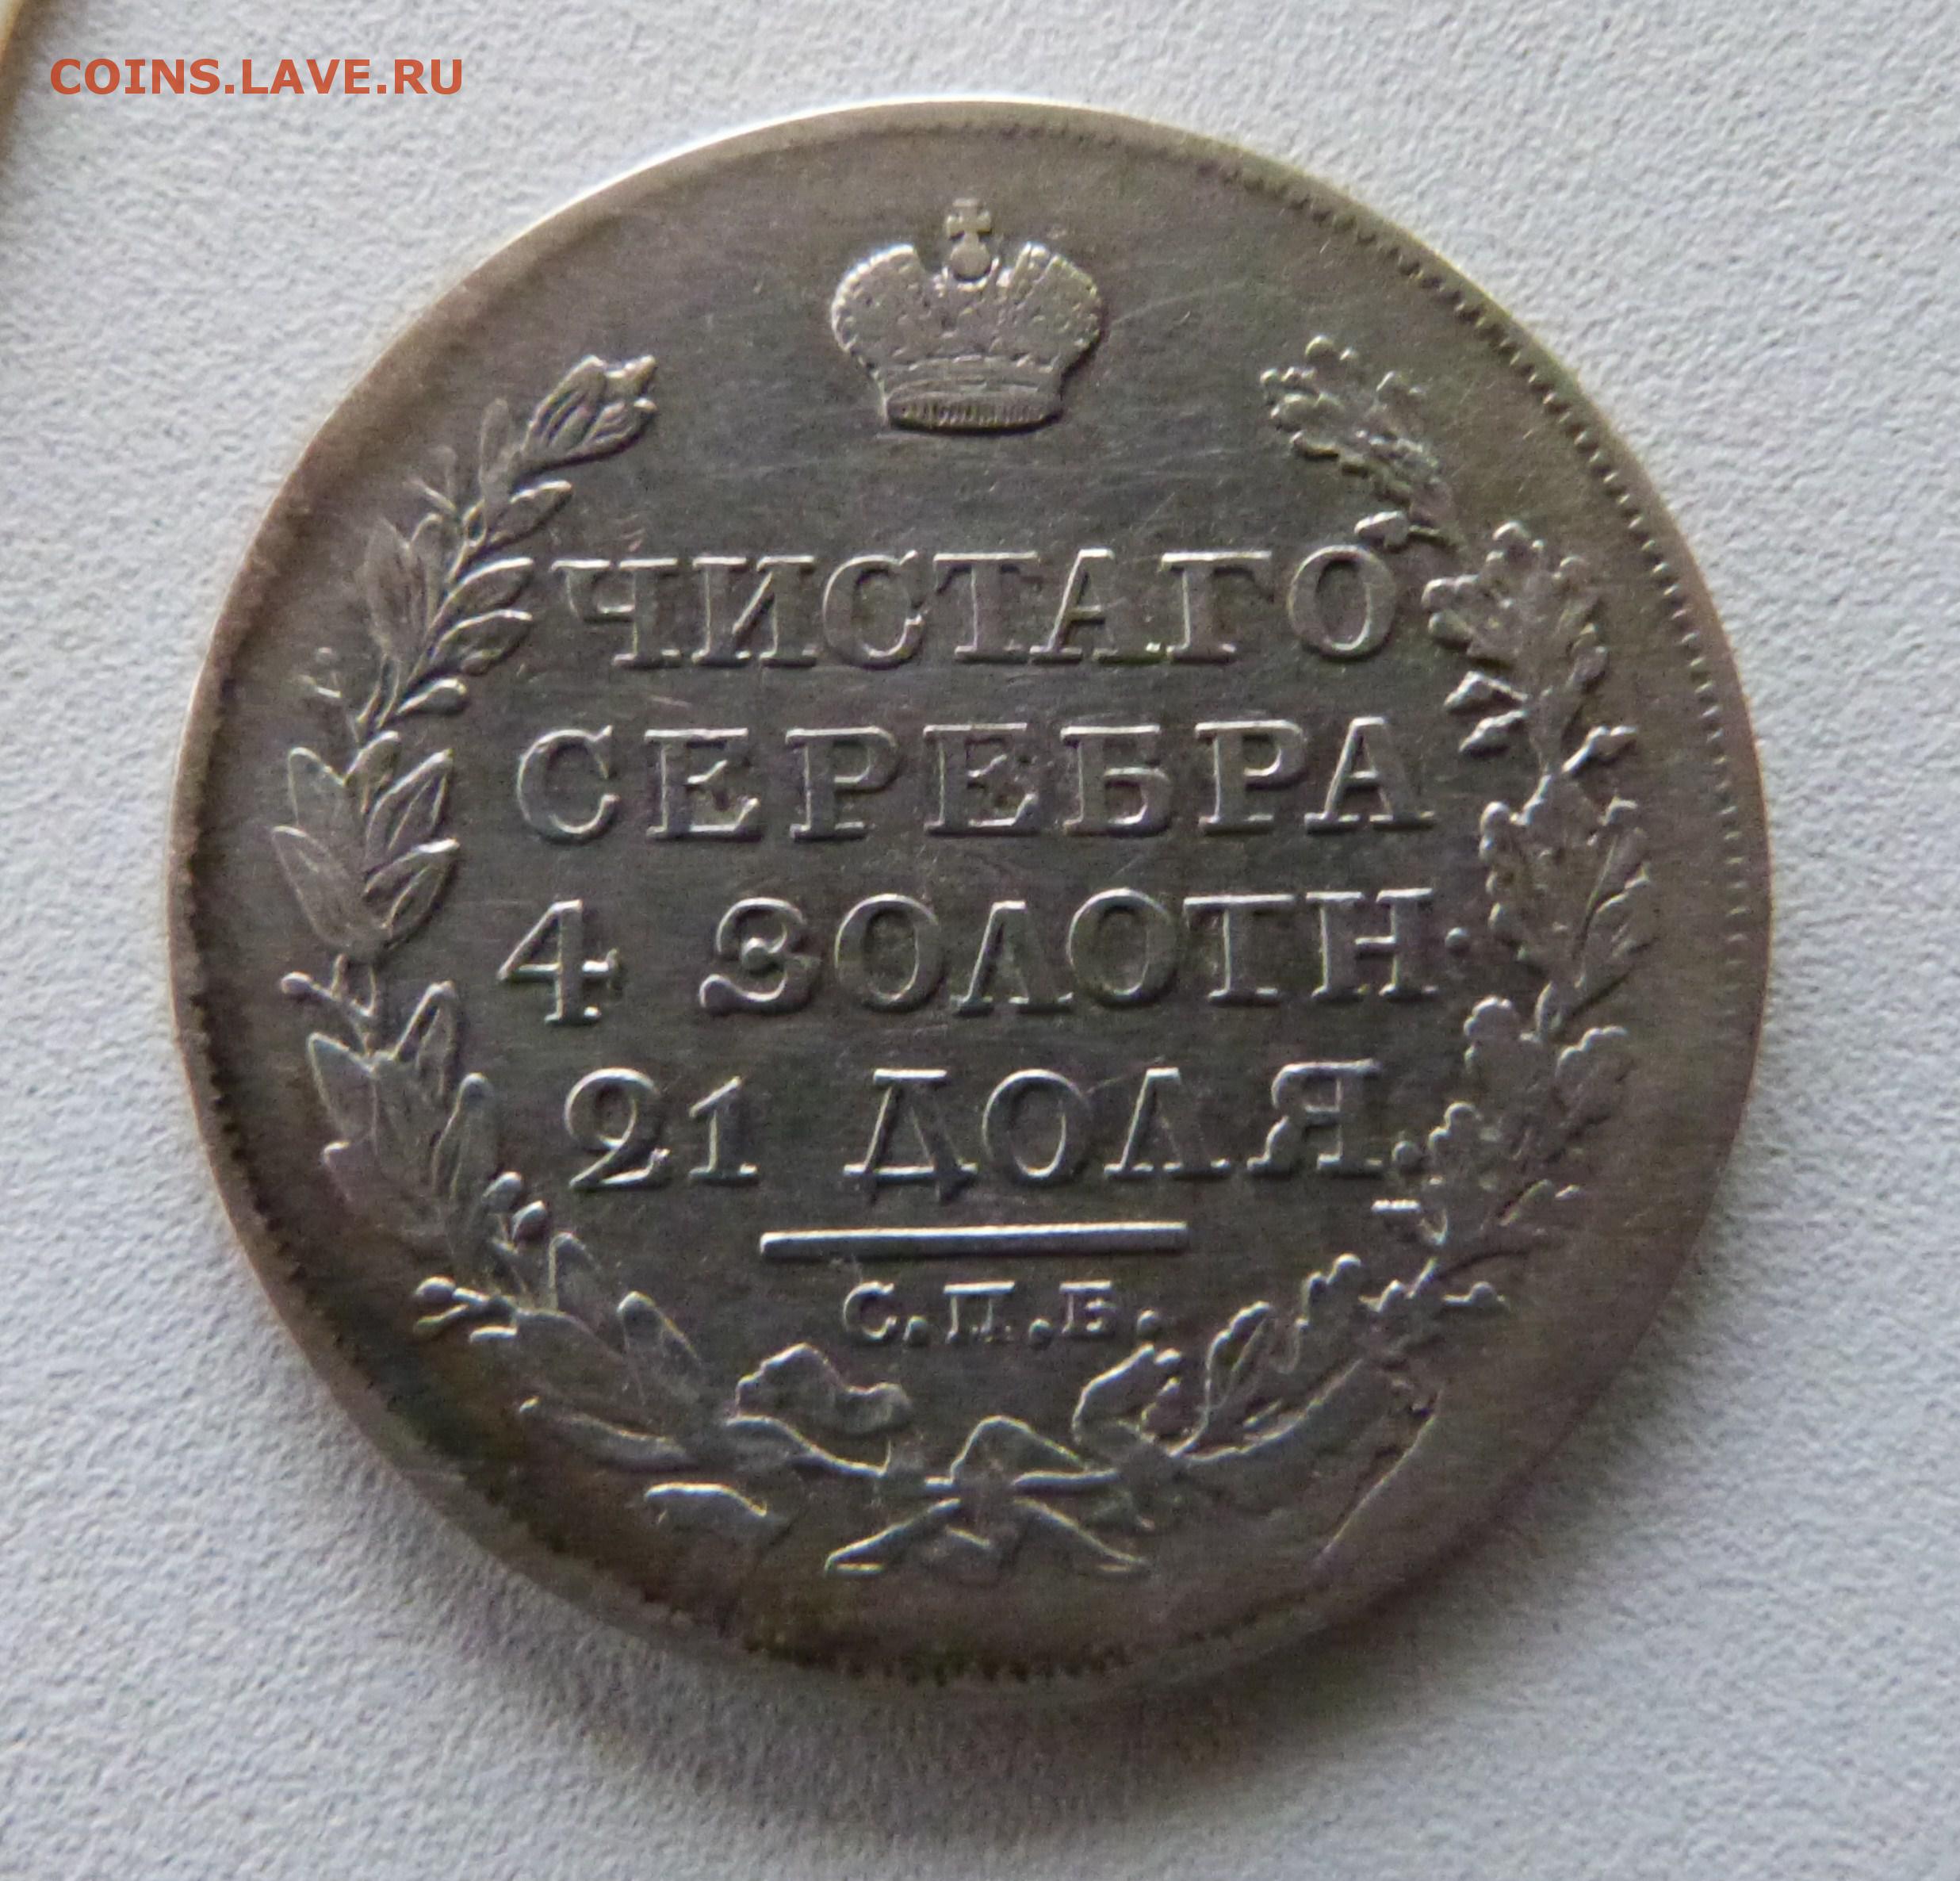 COINS.LAVE.RU
ЧИСТАГО
СЕРЕБРА
4 ЗОЛОТН.
21 ДОЛЯ.
С.П.Б.